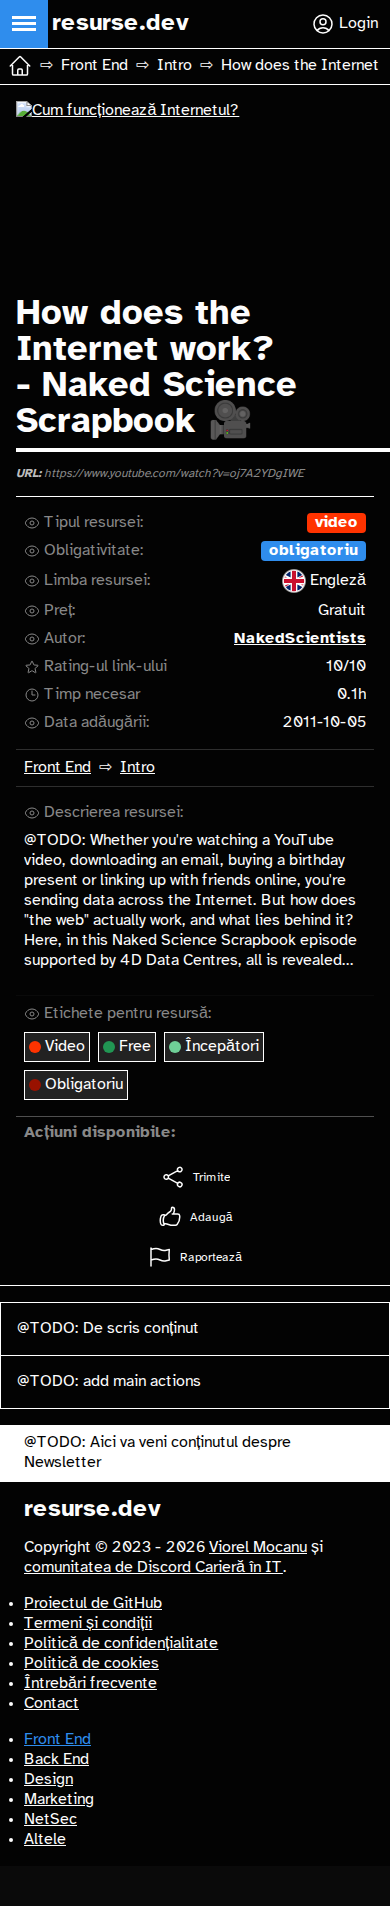 resurse.dev
Login
⇨ Front End ⇨ Intro ⇨ How does the Internet
Cum funcționează Internetul?
How does the
Internet work?
- Naked Science
Scrapbook 🎥
URL: https://www.youtube.com/watch?v=oj7A2YDgIWE
Tipul resursei: video
Obligativitate: obligatoriu
Limba resursei: Engleză
Preț: Gratuit
Autor: NakedScientists
Rating-ul link-ului 10/10
Timp necesar 0.1h
Data adăugării: 2011-10-05
Front End ⇨ Intro
Descrierea resursei:
@TODO: Whether you're watching a YouTube
video, downloading an email, buying a birthday
present or linking up with friends online, you're
sending data across the Internet. But how does
"the web" actually work, and what lies behind it?
Here, in this Naked Science Scrapbook episode
supported by 4D Data Centres, all is revealed...
Etichete pentru resursă:
Video Free Începători
Obligatoriu
Acțiuni disponibile:
Trimite
Adaugă
Raportează
@TODO: De scris conținut
@TODO: add main actions
@TODO: Aici va veni conținutul despre
Newsletter
resurse.dev
Copyright © 2023 - 2026 Viorel Mocanu și
comunitatea de Discord Carieră în IT.
Proiectul de GitHub
Termeni și condiții
Politică de confidențialitate
Politică de cookies
Întrebări frecvente
Contact
Front End
Back End
Design
Marketing
NetSec
Altele